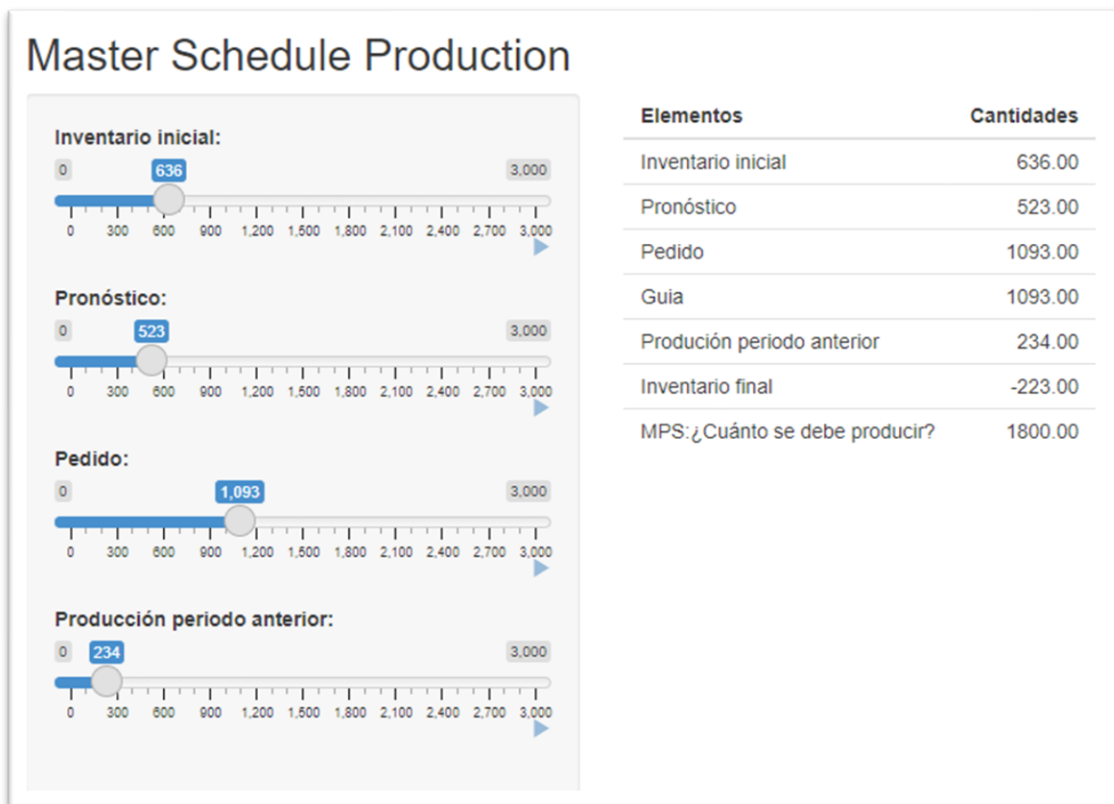 Master Schedule Production
Inventario inicial:
0 636 3,000
0 300 600 900 1,200 1,500 1,800 2,100 2,400 2,700 3,000
Pronóstico:
0 523 3,000
0 300 600 900 1,200 1,500 1,800 2,100 2,400 2,700 3,000
Pedido:
0 1,093 3,000
0 300 600 900 1,200 1,500 1,800 2,100 2,400 2,700 3,000
Producción periodo anterior:
0 234 3,000
0 300 600 900 1,200 1,500 1,800 2,100 2,400 2,700 3,000
Elementos Cantidades
Inventario inicial 636.00
Pronóstico 523.00
Pedido 1093.00
Guia 1093.00
Produción periodo anterior 234.00
Inventario final -223.00
MPS:¿Cuánto se debe producir? 1800.00